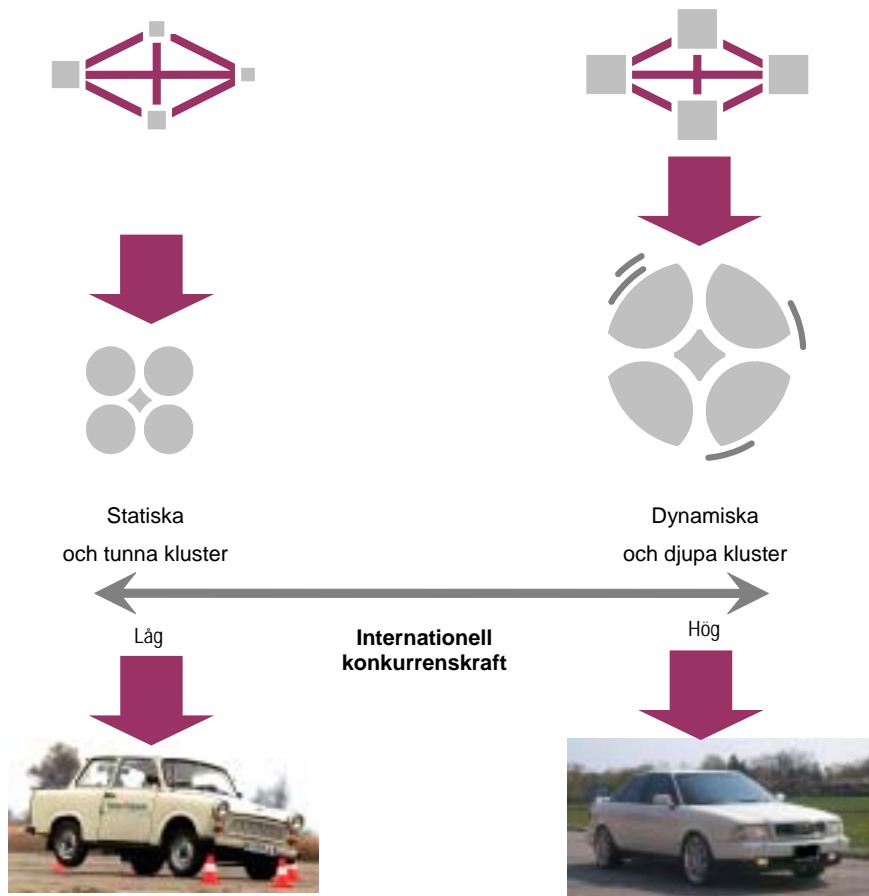 Statiska
och tunna kluster
Dynamiska
och djupa kluster
Låg
Internationell
konkurrenskraft
Hög